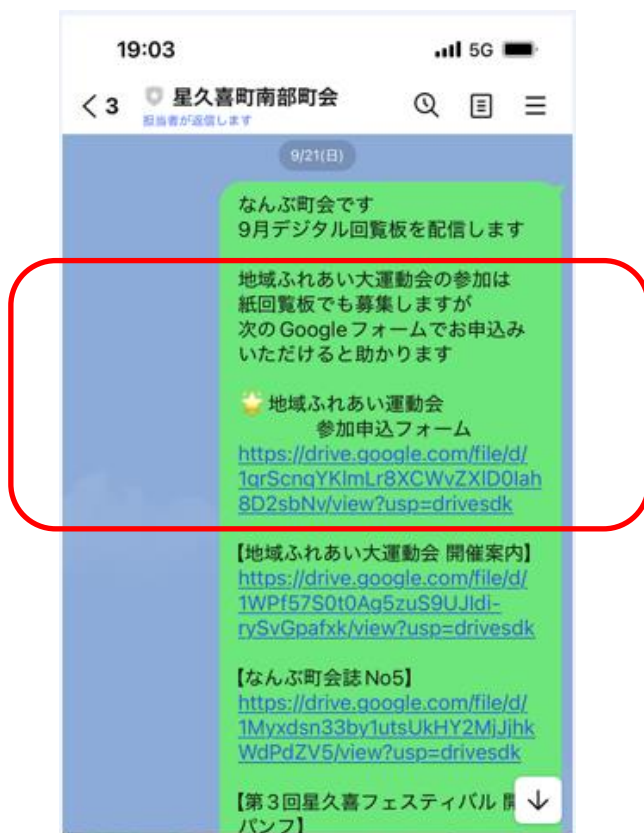 19:03
5G
3
星久喜町南部町会
担当者が返信します
9/21(日)
なんぶ町会です
9月デジタル回覧板を配信します
地域ふれあい大運動会の参加は
紙回覧板でも募集しますが
次のGoogleフォームでお申込み
いただけると助かります
🌟 地域ふれあい運動会
参加申込フォーム
https://drive.google.com/file/d/
1qrScnqYKlmLr8XCWvZXID0Iah
8D2sbNv/view?usp=drivesdk
【地域ふれあい大運動会 開催案内】
https://drive.google.com/file/d/
1WPf57S0t0Ag5zuS9UJldi-
rySvGpafxk/view?usp=drivesdk
【なんぶ町会誌No5】
https://drive.google.com/file/d/
1Myxdsn33by1utsUkHY2MjJjhk
WdPdZV5/view?usp=drivesdk
【第3回星久喜フェスティバル 開
パンフ】